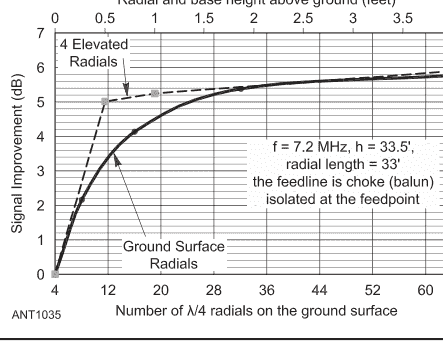 Radial and base height above ground (feet)
0 0.5 1 1.5 2 2.5 3 3.5
7
6
5
4
3
2
1
0
Signal Improvement (dB)
4 Elevated
Radials
f = 7.2 MHz, h = 33.5',
radial length = 33'
the feedline is choke (balun)
isolated at the feedpoint
Ground Surface
Radials
4 12 20 28 36 44 52 60
ANT1035
Number of λ/4 radials on the ground surface